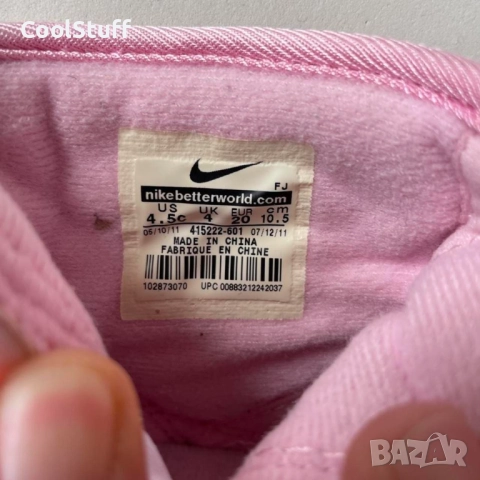 CoolStuff
FJ
nikebetterworld.com
US UK EUR cm
4.5C 4 20 10.5
05/10/11 415222-601 07/12/11
MADE IN CHINA
FABRIQUE EN CHINE
102873070 UPC 00883212242037
BAZAR